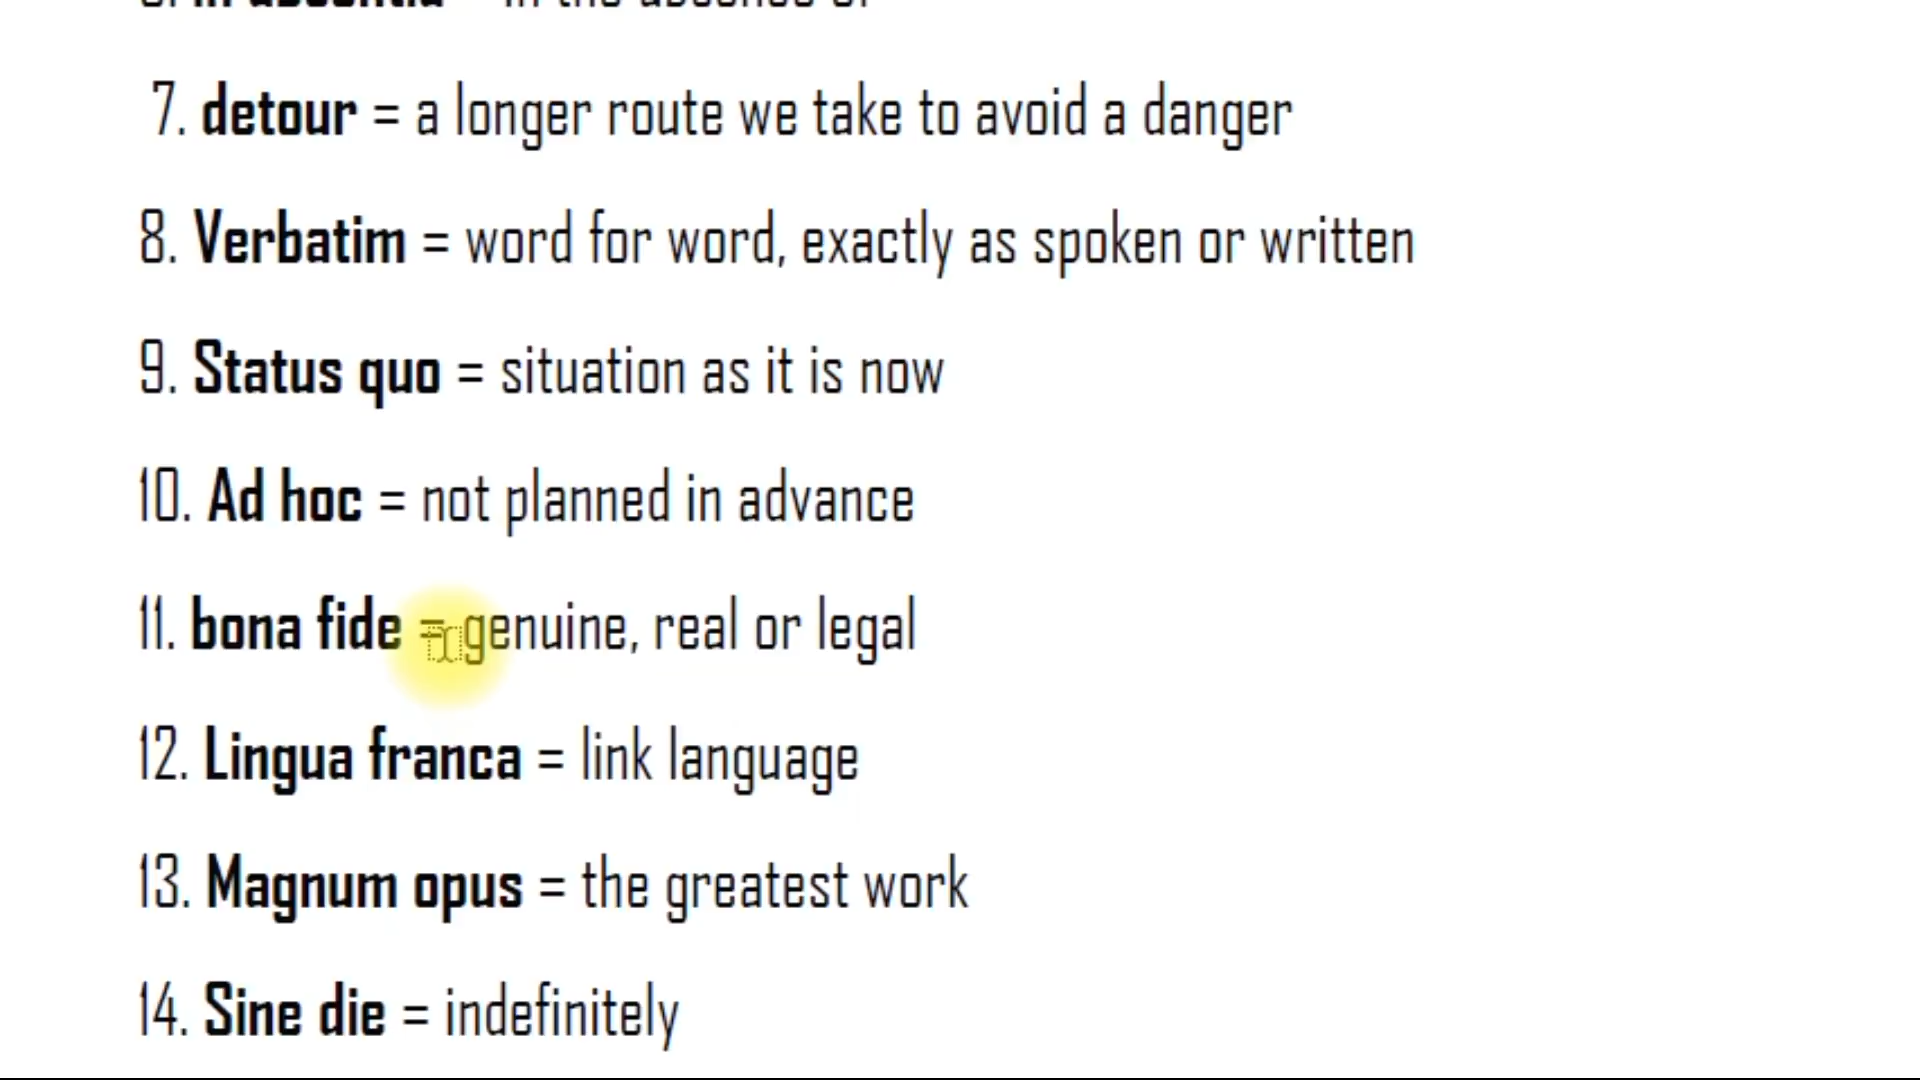 7. detour = a longer route we take to avoid a danger
8. Verbatim = word for word, exactly as spoken or written
9. Status quo = situation as it is now
10. Ad hoc = not planned in advance
11. bona fide = genuine, real or legal
12. Lingua franca = link language
13. Magnum opus = the greatest work
14. Sine die = indefinitely